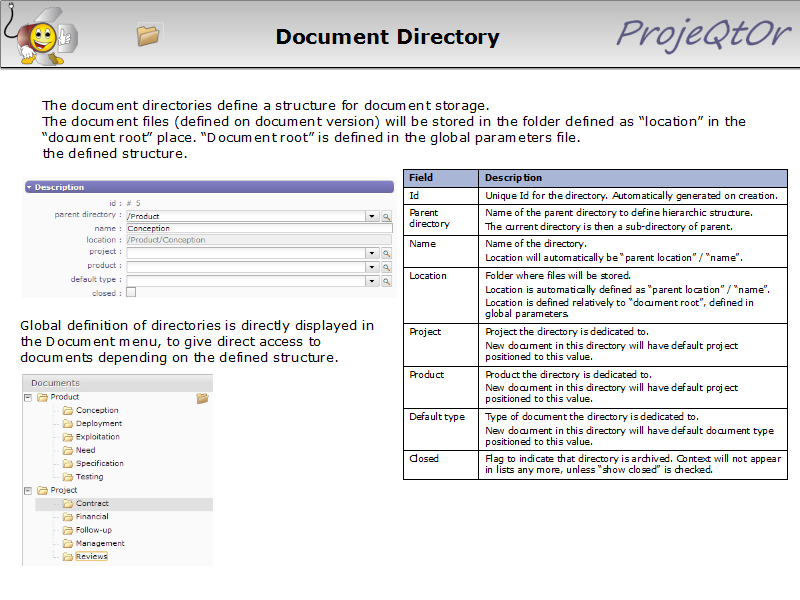 Document Directory
ProjeQtOr
The document directories define a structure for document storage.
The document files (defined on document version) will be stored in the folder defined as “location” in the
“document root” place. “Document root” is defined in the global parameters file.
the defined structure.
Description
id : # 5
parent directory : /Product
name : Conception
location : /Product/Conception
project :
product :
default type :
closed :
Global definition of directories is directly displayed in
the Document menu, to give direct access to
documents depending on the defined structure.
Documents
Product
Conception
Deployment
Exploitation
Need
Specification
Testing
Project
Contract
Financial
Follow-up
Management
Reviews
Field Description
Id Unique Id for the directory. Automatically generated on creation.
Parent directory Name of the parent directory to define hierarchic structure.
The current directory is then a sub-directory of parent.
Name Name of the directory.
Location will automatically be “parent location” / “name”.
Location Folder where files will be stored.
Location is automatically defined as “parent location” / “name”.
Location is defined relatively to “document root”, defined in
global parameters.
Project Project the directory is dedicated to.
New document in this directory will have default project
positioned to this value.
Product Product the directory is dedicated to.
New document in this directory will have default project
positioned to this value.
Default type Type of document the directory is dedicated to.
New document in this directory will have default document type
positioned to this value.
Closed Flag to indicate that directory is archived. Context will not appear
in lists any more, unless “show closed” is checked.